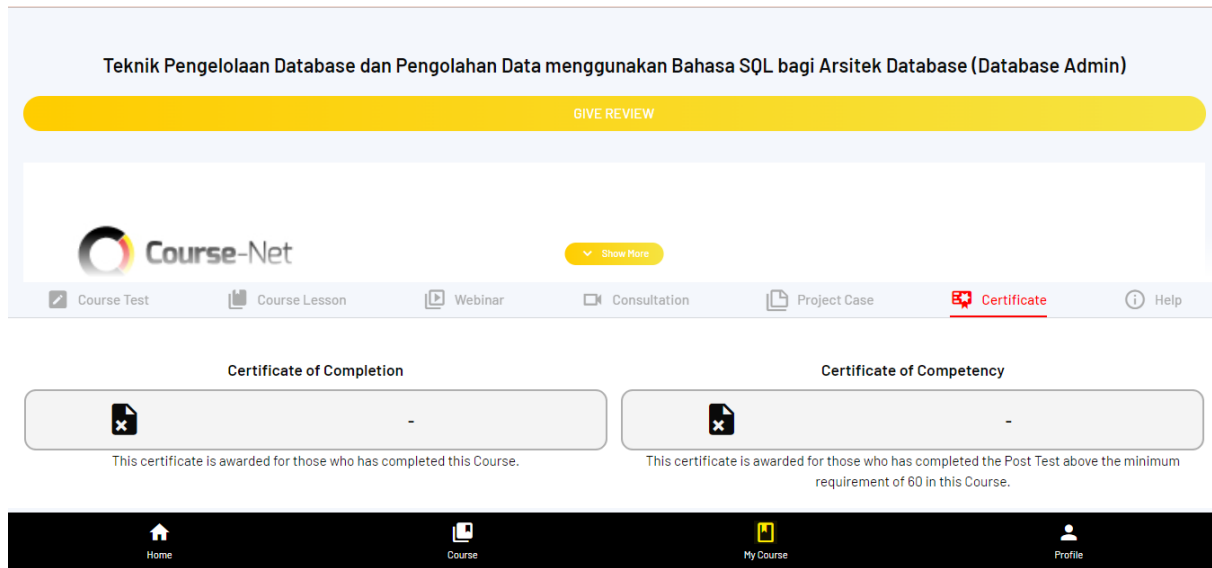 Teknik Pengelolaan Database dan Pengolahan Data menggunakan Bahasa SQL bagi Arsitek Database (Database Admin)
GIVE REVIEW
Course-Net
Show More
Course Test
Course Lesson
Webinar
Consultation
Project Case
Certificate
Help
Certificate of Completion
-
This certificate is awarded for those who has completed this Course.
Certificate of Competency
-
This certificate is awarded for those who has completed the Post Test above the minimum
requirement of 60 in this Course.
Home
Course
My Course
Profile